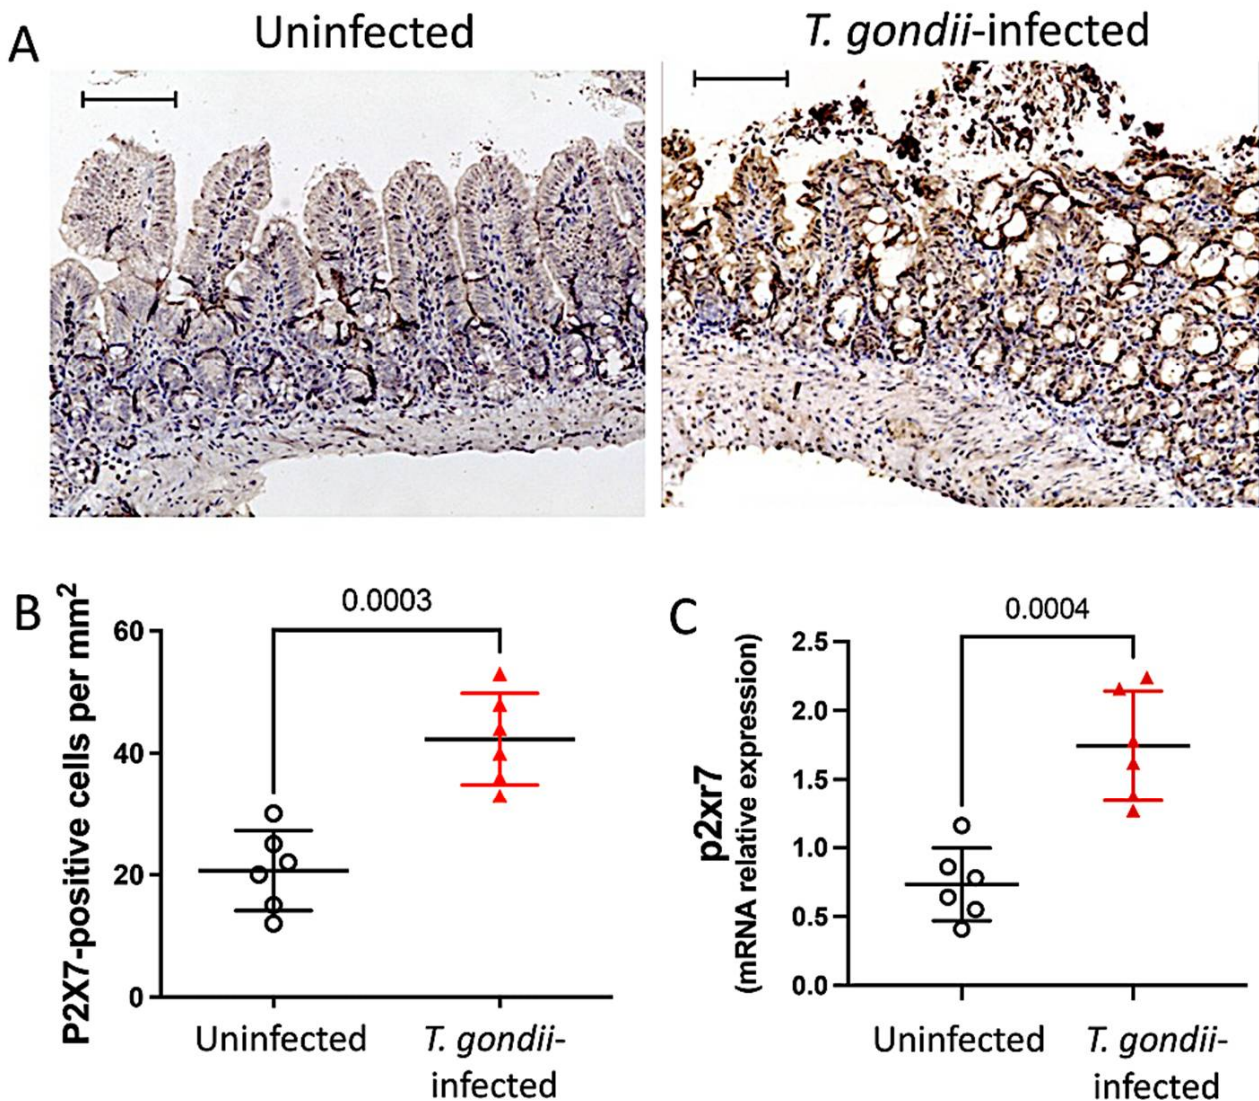 A
Uninfected
T. gondii-infected
B
P2X7-positive cells per mm²
60
40
20
0
0.0003
Uninfected
T. gondii-
infected
C
p2xr7
(mRNA relative expression)
2.5
2.0
1.5
1.0
0.5
0.0
0.0004
Uninfected
T. gondii-
infected